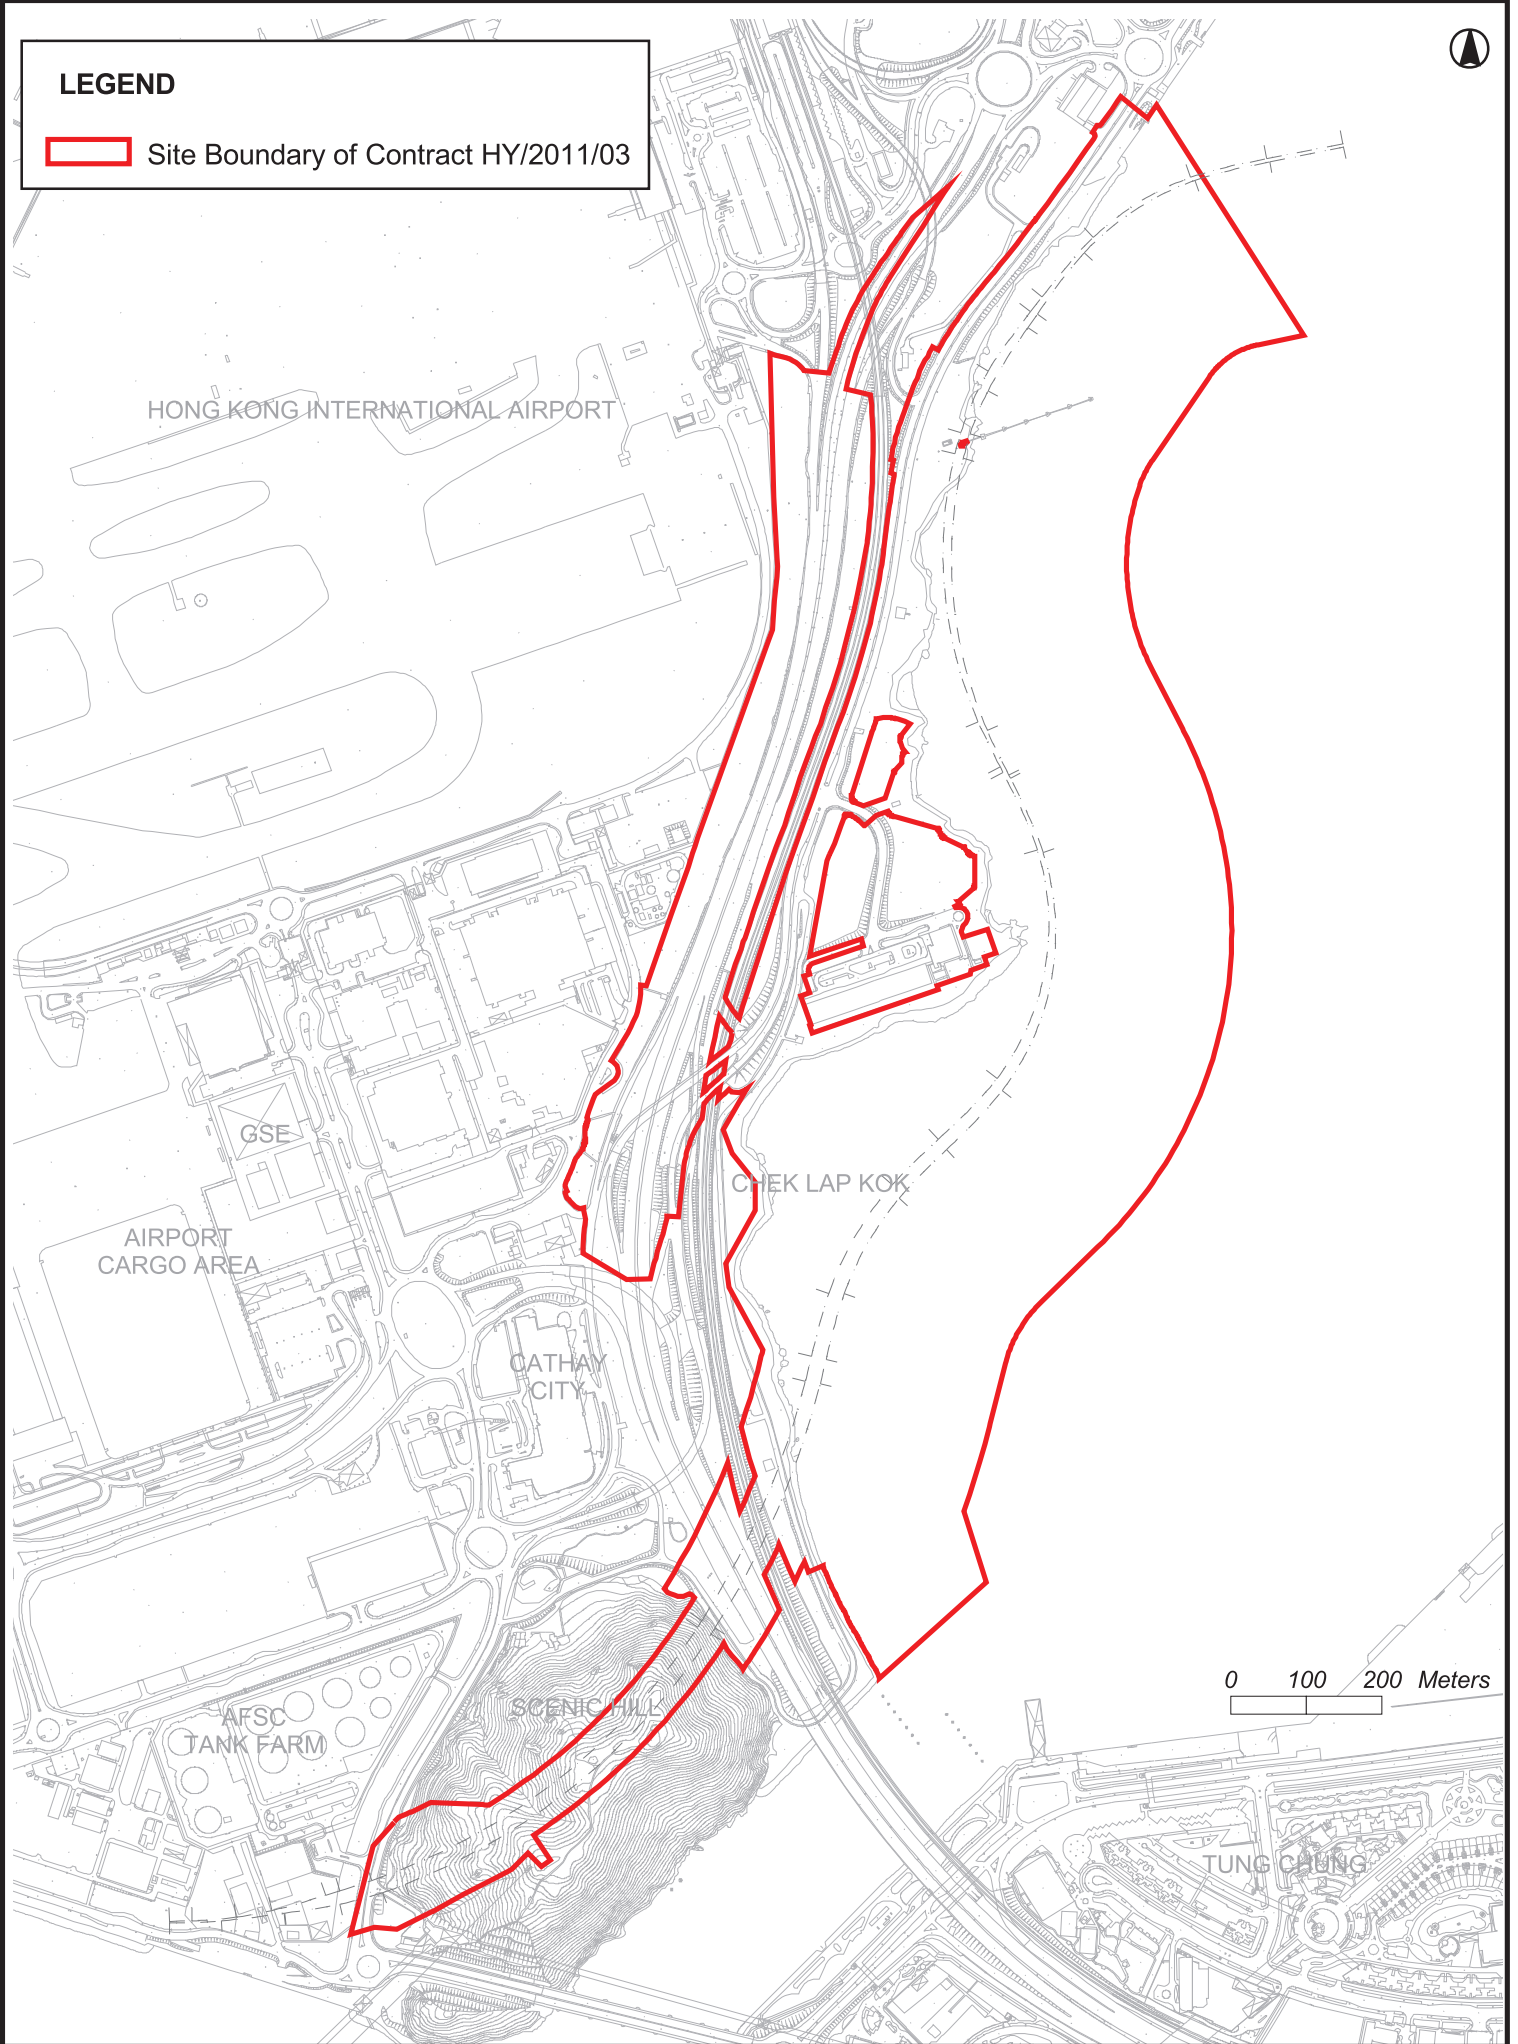 LEGEND
Site Boundary of Contract HY/2011/03
HONG KONG INTERNATIONAL AIRPORT
GSE
CHEK LAP KOK
AIRPORT
CARGO AREA
CATHAY
CITY
SCENIC HILL
AFSC
TANK FARM
0 100 200 Meters
TUNG CHUNG